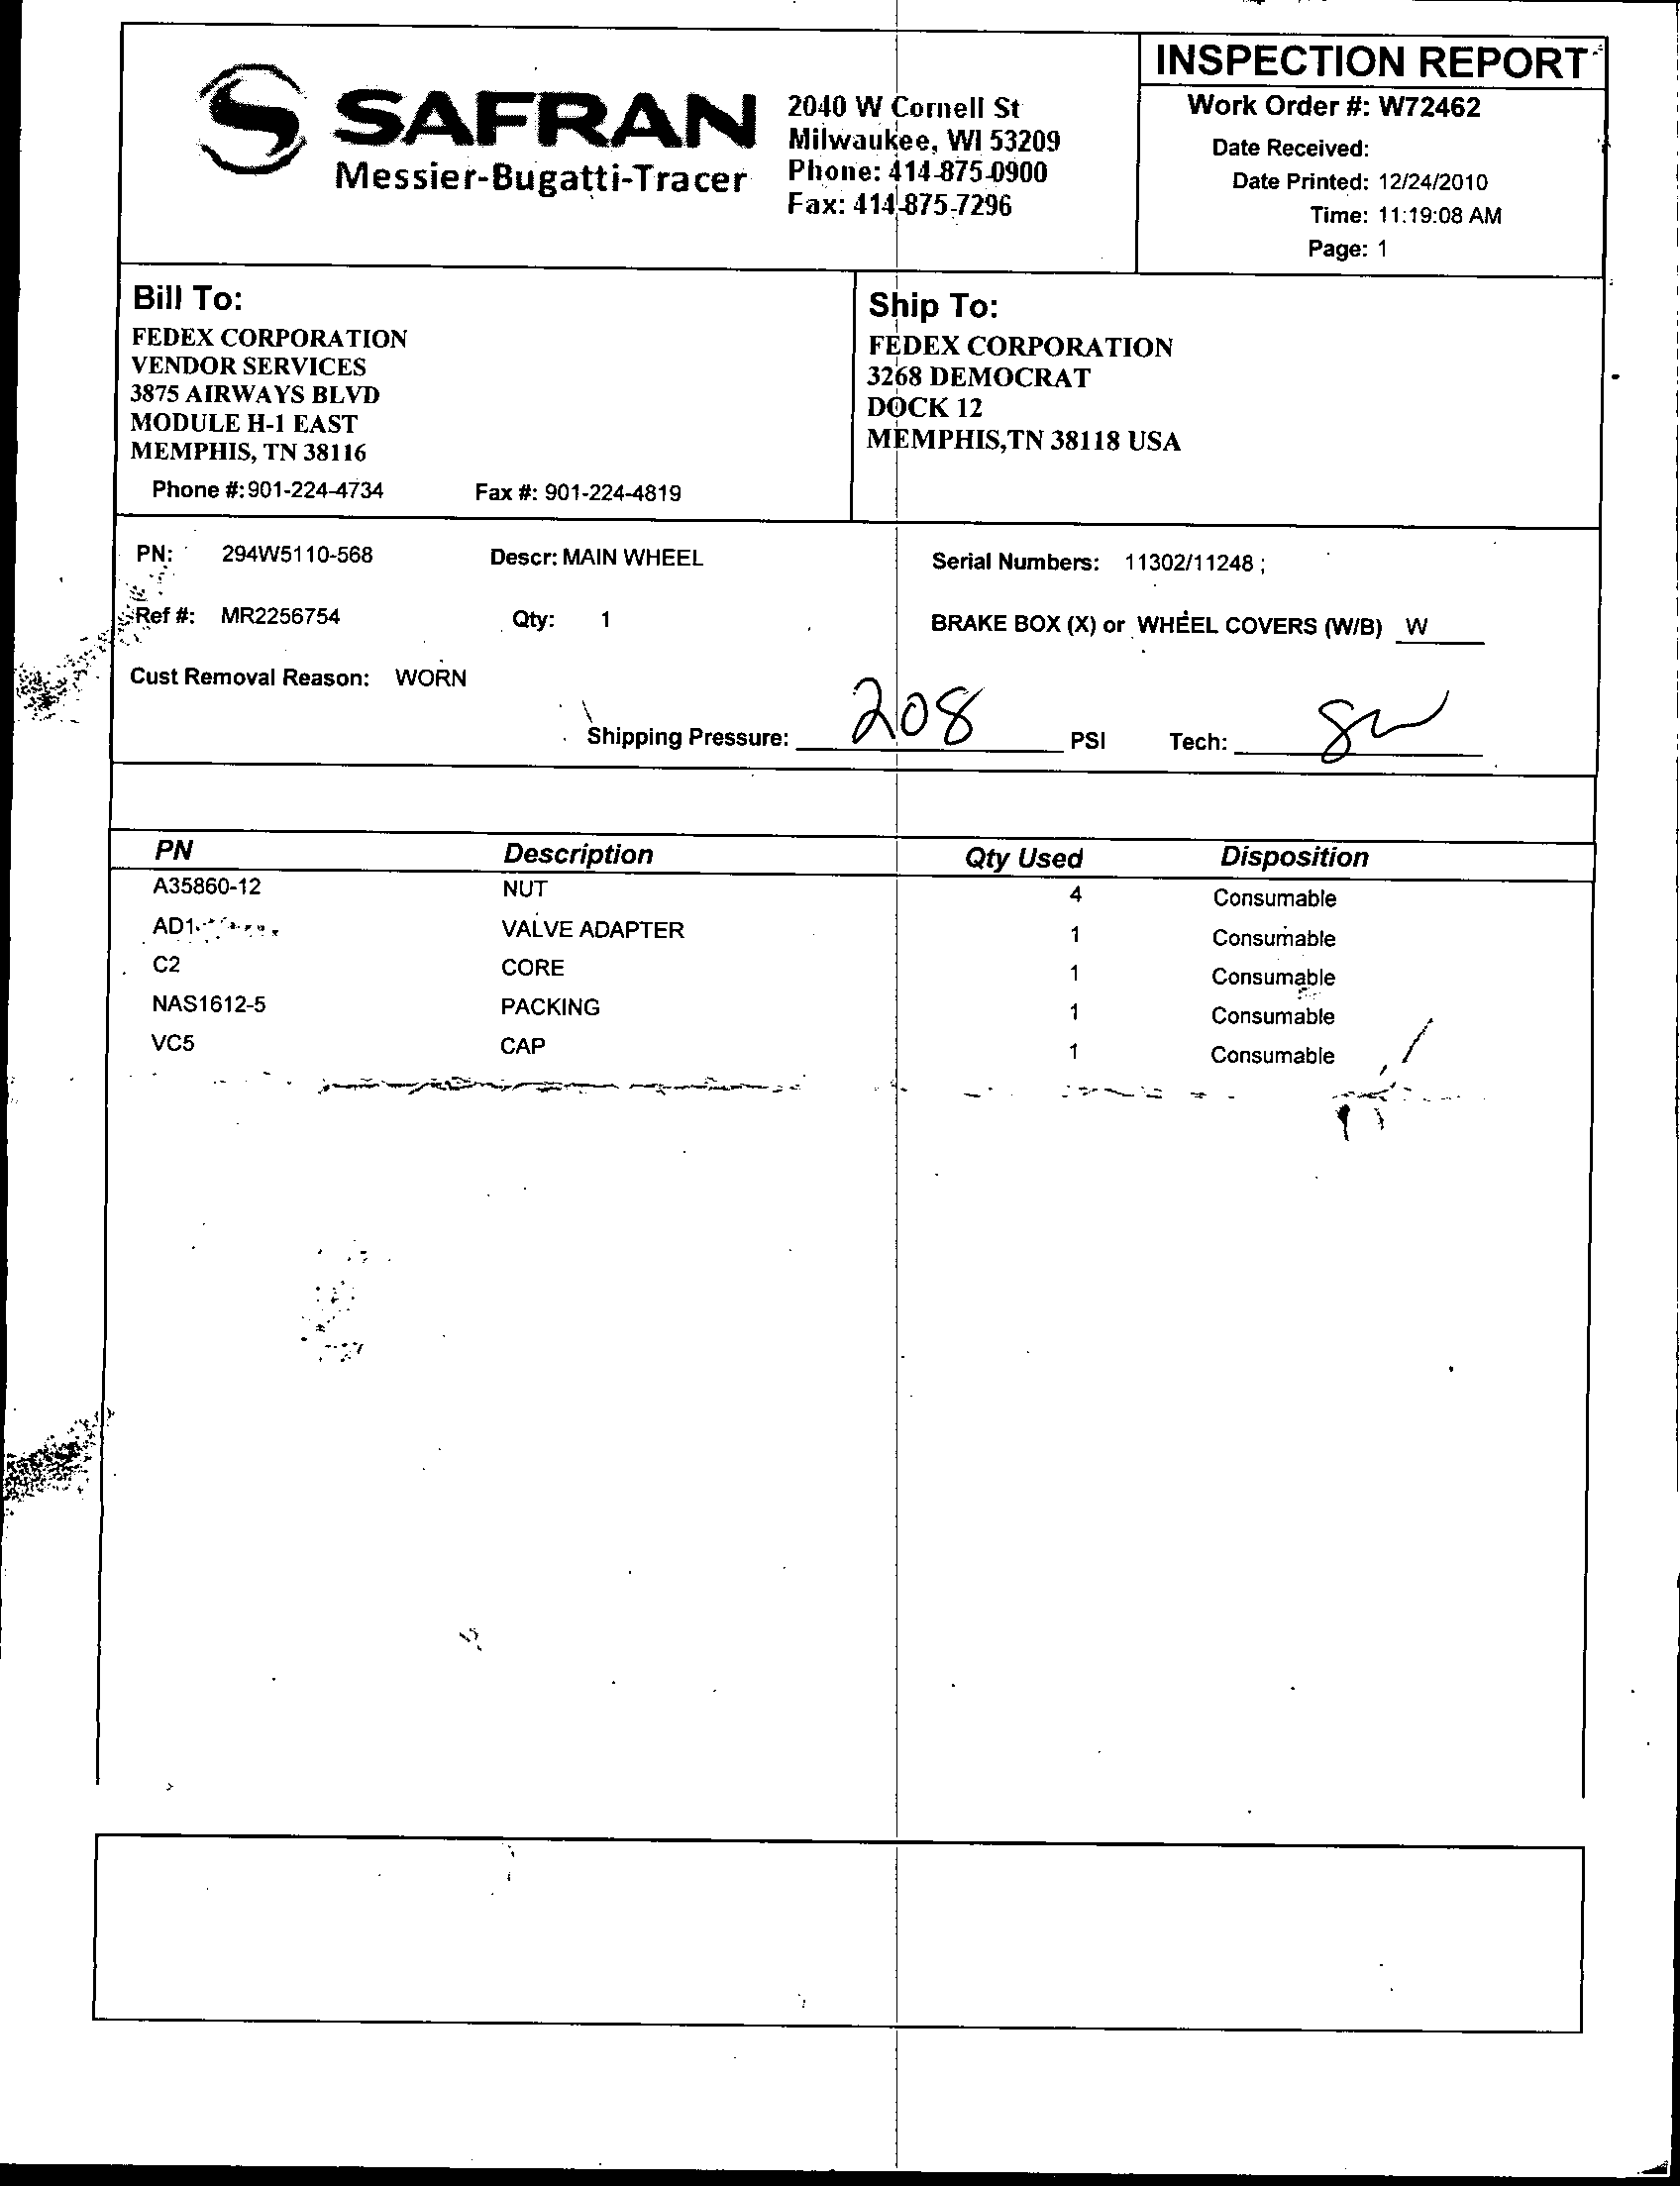 INSPECTION REPORT
SAFRAN
Messier-Bugatti-Tracer
2040 W Cornell St
Milwaukee, WI 53209
Phone: 414-875-0900
Fax: 414-875-7296
Work Order #: W72462
Date Received:
Date Printed: 12/24/2010
Time: 11:19:08 AM
Page: 1
Bill To:
FEDEX CORPORATION
VENDOR SERVICES
3875 AIRWAYS BLVD
MODULE H-1 EAST
MEMPHIS, TN 38116
Phone #: 901-224-4734 Fax #: 901-224-4819
Ship To:
FEDEX CORPORATION
3268 DEMOCRAT
DOCK 12
MEMPHIS,TN 38118 USA
PN: 294W5110-568 Descr: MAIN WHEEL Serial Numbers: 11302/11248 ;
Ref #: MR2256754 Qty: 1 BRAKE BOX (X) or WHEEL COVERS (W/B) W
Cust Removal Reason: WORN
Shipping Pressure: 208 PSI Tech:
PN Description Qty Used Disposition
A35860-12 NUT 4 Consumable
VALVE ADAPTER 1 Consumable
C2 CORE 1 Consumable
NAS1612-5 PACKING 1 Consumable
VC5 CAP 1 Consumable